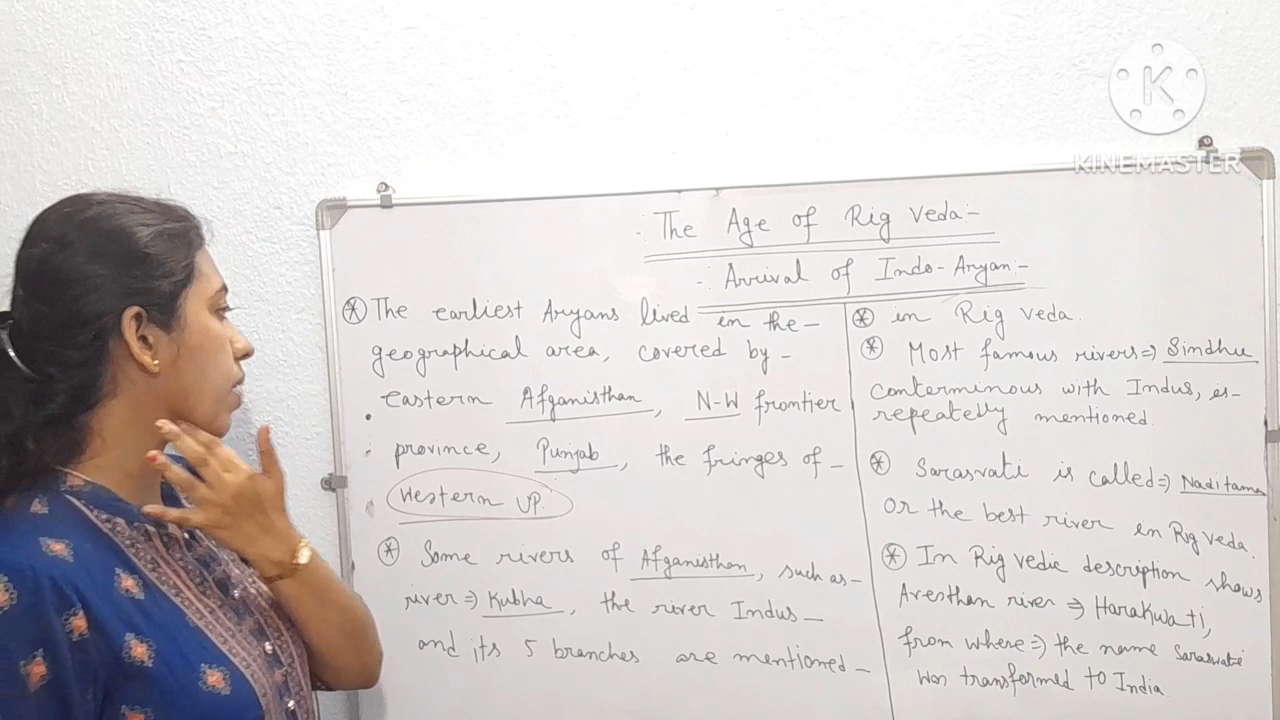 K
KINEMASTER
The Age of Rig Veda:-
:- Arrival of Indo-Aryan:-
* The earliest Aryans lived in the-
geographical area, covered by-
eastern Afganisthan, N-W frontier
province, Punjab, the fringes of-
western UP.
* Some rivers of Afganisthan, such as-
river⇒ Kubha, the river Indus-
and its 5 branches are mentioned-
* in Rig veda.
* Most famous rivers⇒ Sindhu
conterminous with Indus, is-
repeatedly mentioned.
* Sarasvati is called⇒ Naditama
or the best river in Rig veda.
* In Rig vedic description shows
Avesthan river ⇒ Harakwati,
from where⇒ the name Saraswati
was transformed to India.